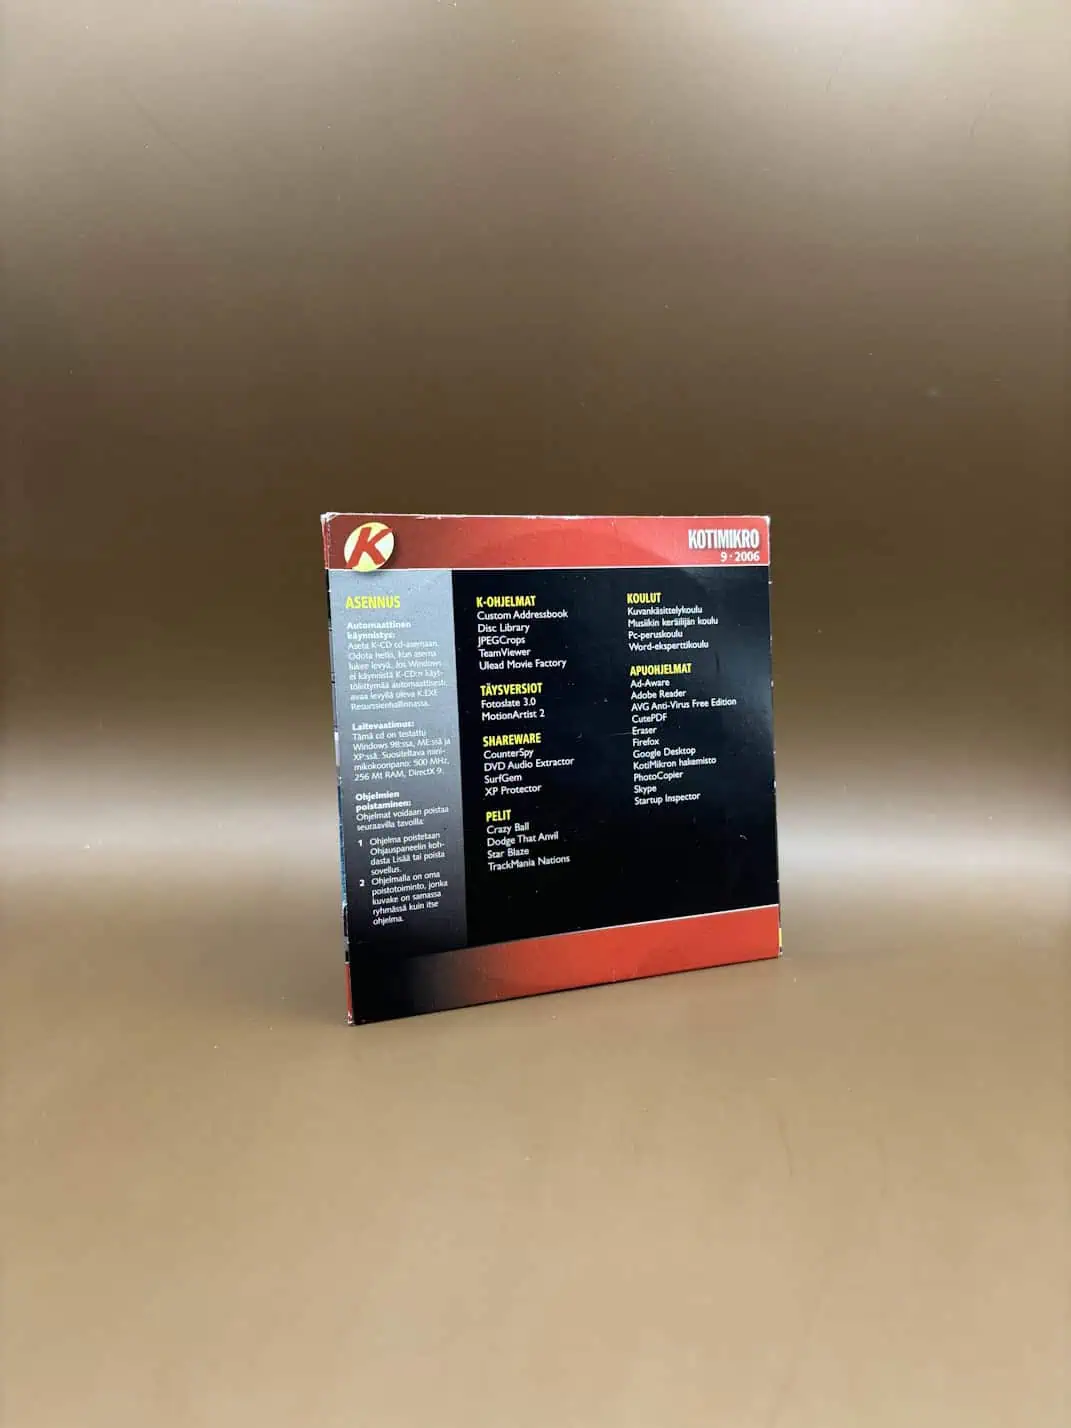 K
KOTIMIKRO
9 · 2006
ASENNUS
Automaattinen
käynnistys:
Aseta K-CD cd-asemaan.
Odota hetki, kun asema
lukee levyä. Jos Windows
ei käynnistä K-CD:n käyt-
töliittymää automaattisesti,
avaa levyllä oleva K.EXE
Resurssienhallinnassa.
Laitevaatimus:
Tämä cd on testattu
Windows 98:ssa, ME:ssä ja
XP:ssä. Suositeltava mini-
mikokoonpano: 500 MHz,
256 Mt RAM, DirectX 9.
Ohjelmien
poistaminen:
Ohjelmat voidaan poistaa
seuraavilla tavoilla:
1 Ohjelma poistetaan
Ohjauspaneelin koh-
dasta Lisää tai poista
sovellus.
2 Ohjelmalla on oma
poistotoiminto, jonka
kuvake on samassa
ryhmässä kuin itse
ohjelma.
K-OHJELMAT
Custom Addressbook
Disc Library
JPEGCrops
TeamViewer
Ulead Movie Factory
TÄYSVERSIOT
Fotoslate 3.0
MotionArtist 2
SHAREWARE
CounterSpy
DVD Audio Extractor
SurfGem
XP Protector
PELIT
Crazy Ball
Dodge That Anvil
Star Blaze
TrackMania Nations
KOULUT
Kuvankäsittelykoulu
Musiikin keräilijän koulu
Pc-peruskoulu
Word-eksperttikoulu
APUOHJELMAT
Ad-Aware
Adobe Reader
AVG Anti-Virus Free Edition
CutePDF
Eraser
Firefox
Google Desktop
KotiMikron hakemisto
PhotoCopier
Skype
Startup Inspector